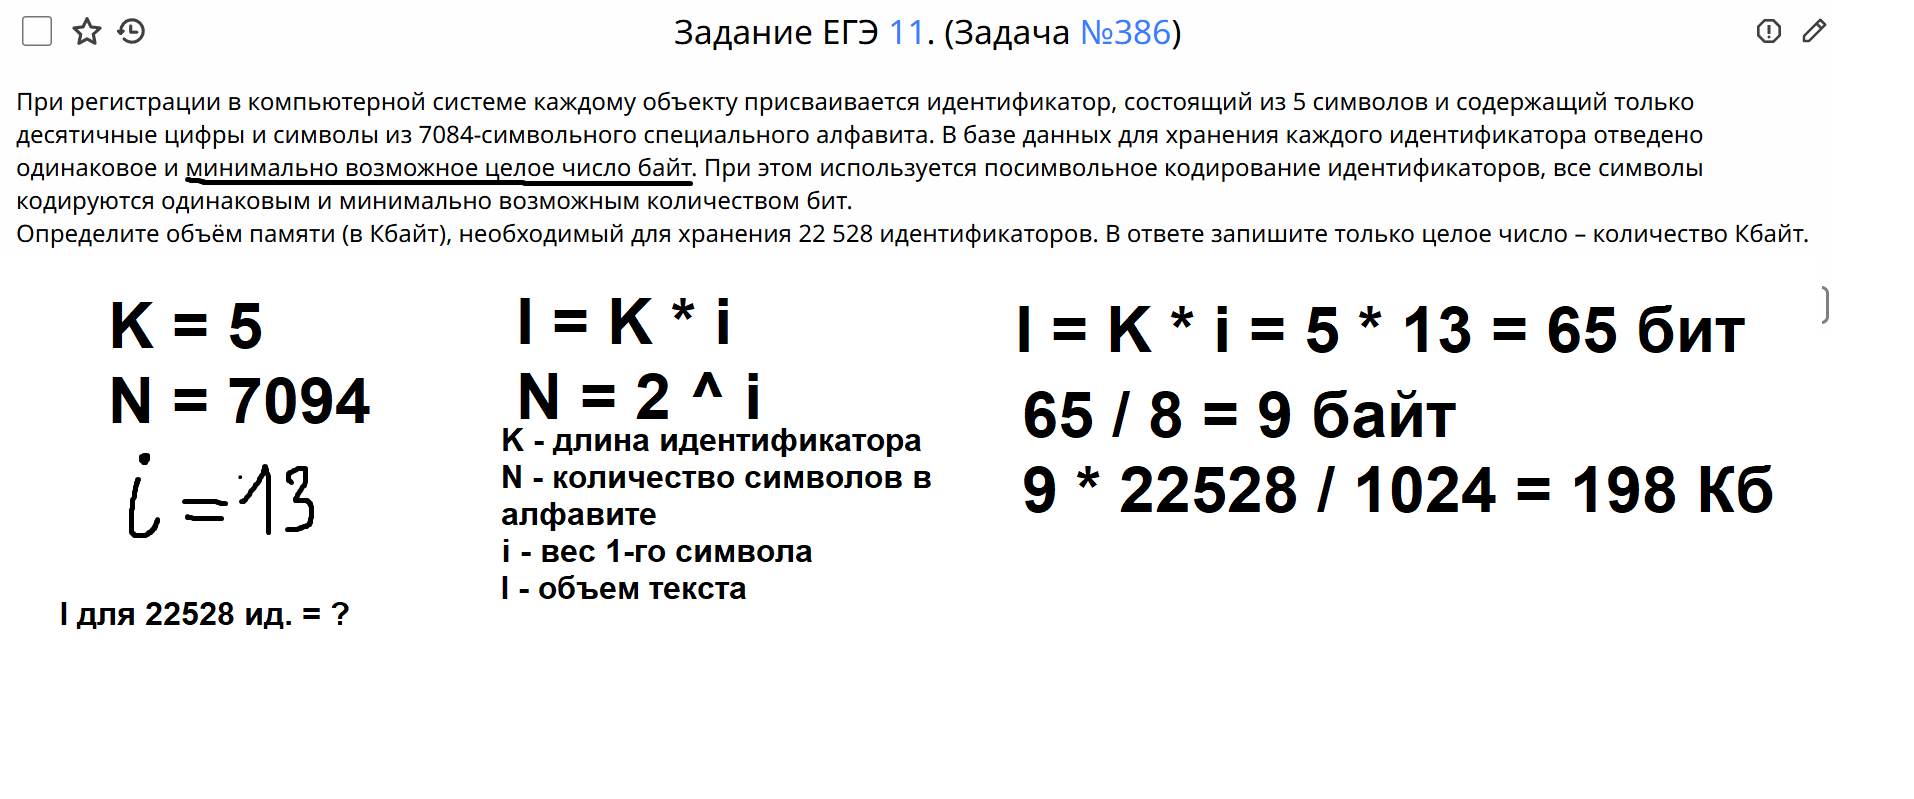 Задание ЕГЭ 11. (Задача №386)
При регистрации в компьютерной системе каждому объекту присваивается идентификатор, состоящий из 5 символов и содержащий только
десятичные цифры и символы из 7084-символьного специального алфавита. В базе данных для хранения каждого идентификатора отведено
одинаковое и минимально возможное целое число байт. При этом используется посимвольное кодирование идентификаторов, все символы
кодируются одинаковым и минимально возможным количеством бит.
Определите объём памяти (в Кбайт), необходимый для хранения 22 528 идентификаторов. В ответе запишите только целое число – количество Кбайт.
K = 5
N = 7094
i = 13
I для 22528 ид. = ?
I = K * i
N = 2 ^ i
K - длина идентификатора
N - количество символов в
алфавите
i - вес 1-го символа
I - объем текста
I = K * i = 5 * 13 = 65 бит
65 / 8 = 9 байт
9 * 22528 / 1024 = 198 Кб